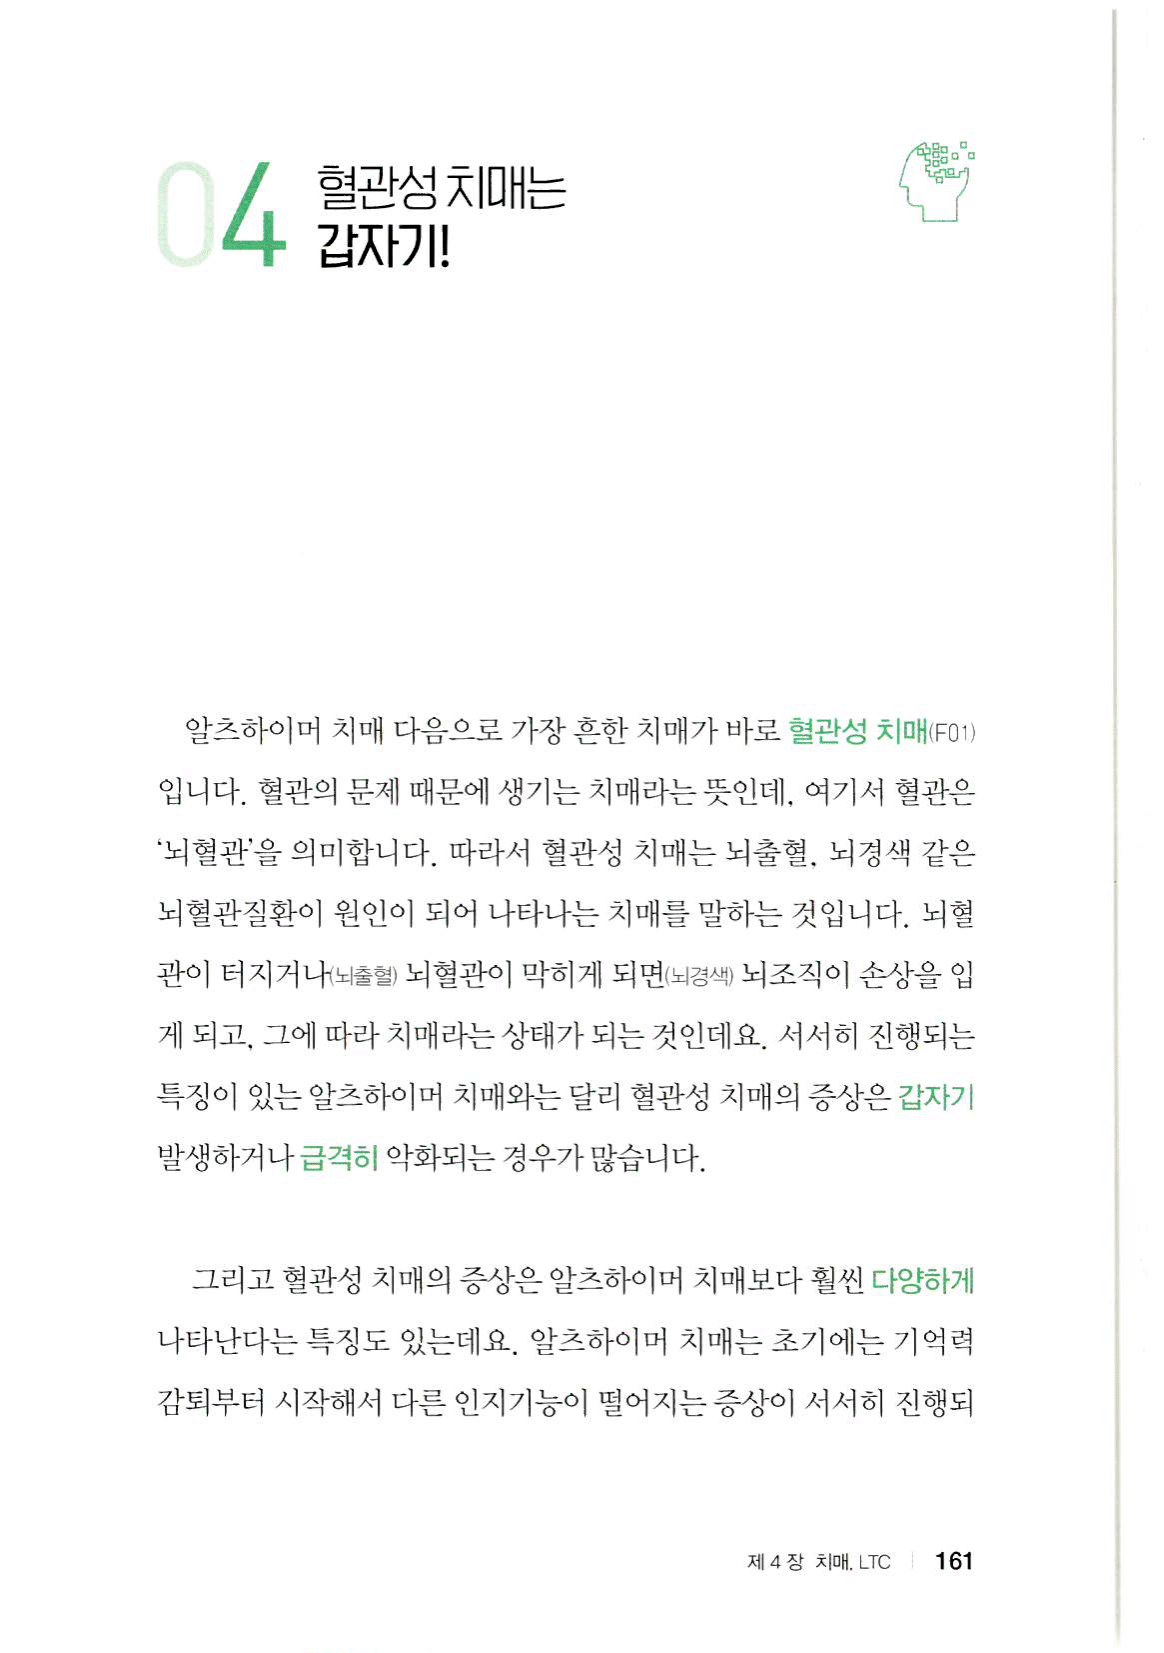 04 혈관성 치매는
갑자기!
알츠하이머 치매 다음으로 가장 흔한 치매가 바로 혈관성 치매(F01)
입니다. 혈관의 문제 때문에 생기는 치매라는 뜻인데, 여기서 혈관은
‘뇌혈관’을 의미합니다. 따라서 혈관성 치매는 뇌출혈, 뇌경색 같은
뇌혈관질환이 원인이 되어 나타나는 치매를 말하는 것입니다. 뇌혈
관이 터지거나(뇌출혈) 뇌혈관이 막히게 되면(뇌경색) 뇌조직이 손상을 입
게 되고, 그에 따라 치매라는 상태가 되는 것인데요. 서서히 진행되는
특징이 있는 알츠하이머 치매와는 달리 혈관성 치매의 증상은 갑자기
발생하거나 급격히 악화되는 경우가 많습니다.
그리고 혈관성 치매의 증상은 알츠하이머 치매보다 훨씬 다양하게
나타난다는 특징도 있는데요. 알츠하이머 치매는 초기에는 기억력
감퇴부터 시작해서 다른 인지기능이 떨어지는 증상이 서서히 진행되
제4장 치매, LTC | 161